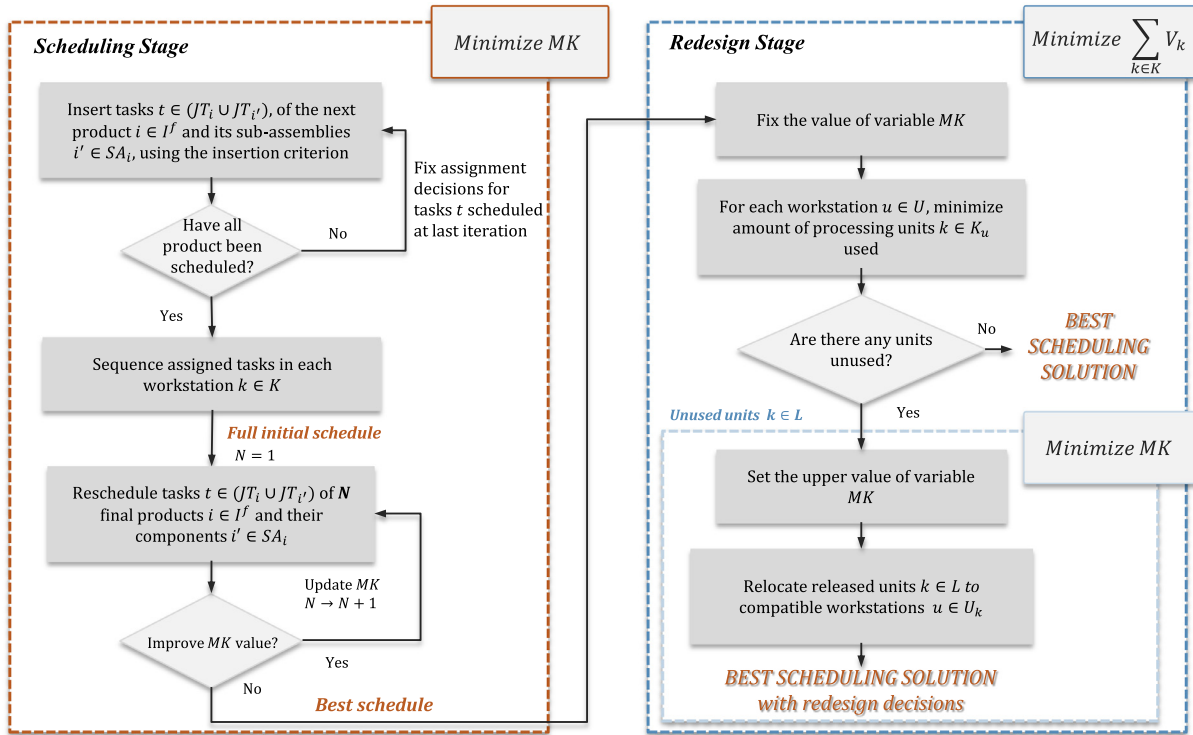 Scheduling Stage
Minimize MK
Insert tasks t ∈ (JT_i ∪ JT_i′), of the next
product i ∈ I^f and its sub-assemblies
i′ ∈ SA_i, using the insertion criterion
Fix assignment
decisions for
tasks t scheduled
at last iteration
Have all
product been
scheduled?
No
Yes
Sequence assigned tasks in each
workstation k ∈ K
Full initial schedule
N = 1
Reschedule tasks t ∈ (JT_i ∪ JT_i′) of N
final products i ∈ I^f and their
components i′ ∈ SA_i
Update MK
N → N + 1
Improve MK value?
Yes
No
Best schedule
Redesign Stage
Minimize ∑ V_k
k∈K
Fix the value of variable MK
For each workstation u ∈ U, minimize
amount of processing units k ∈ K_u
used
Are there any units
unused?
No
BEST
SCHEDULING
SOLUTION
Unused units k ∈ L
Yes
Minimize MK
Set the upper value of variable
MK
Relocate released units k ∈ L to
compatible workstations u ∈ U_k
BEST SCHEDULING SOLUTION
with redesign decisions